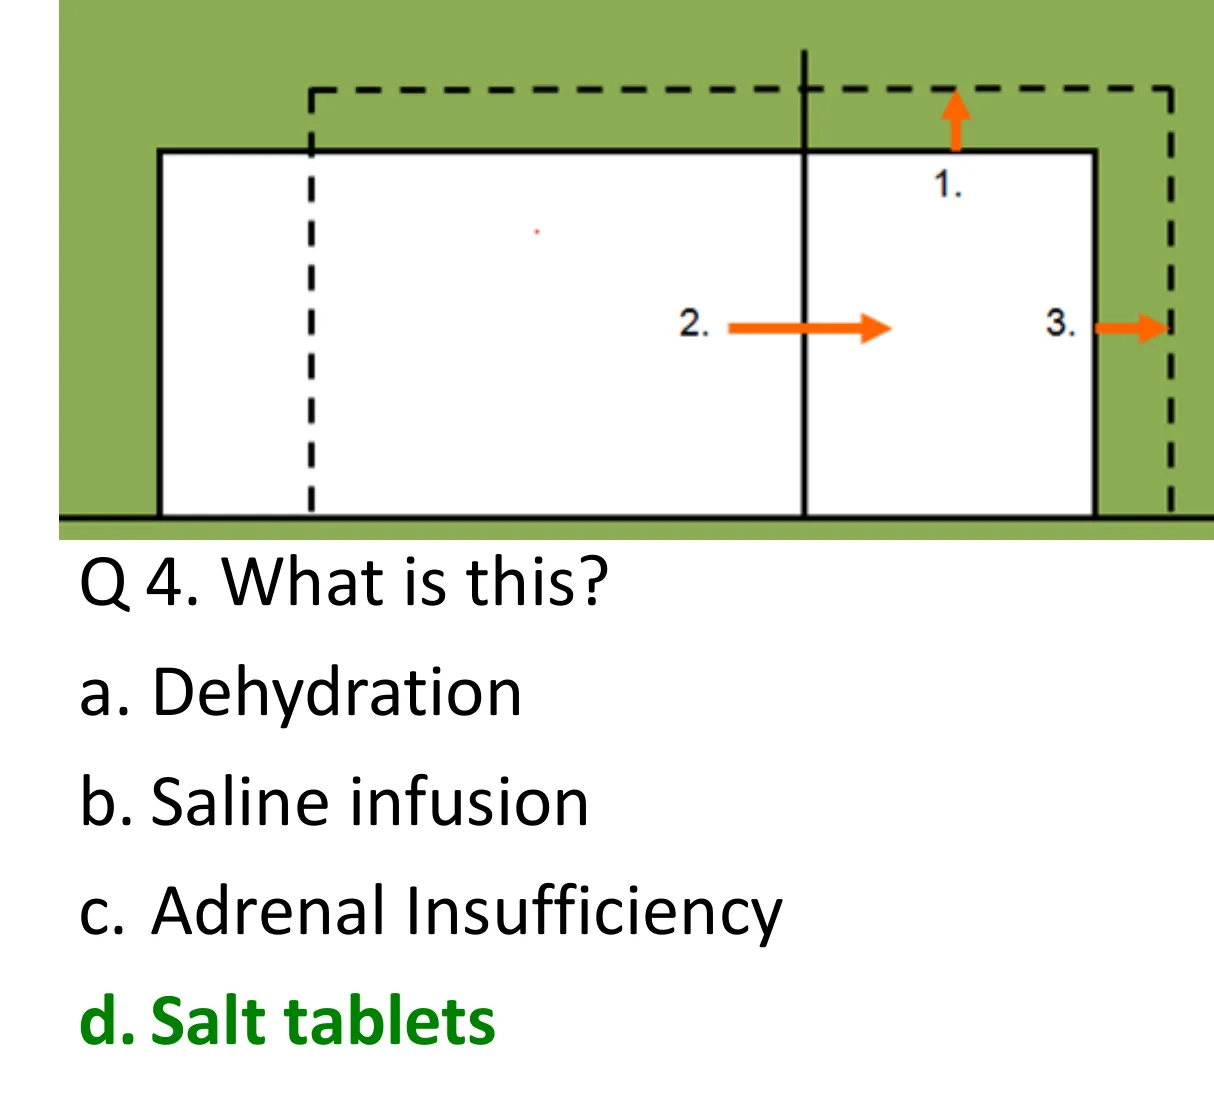 1.
2.
3.
Q 4. What is this?
a. Dehydration
b. Saline infusion
c. Adrenal Insufficiency
d. Salt tablets